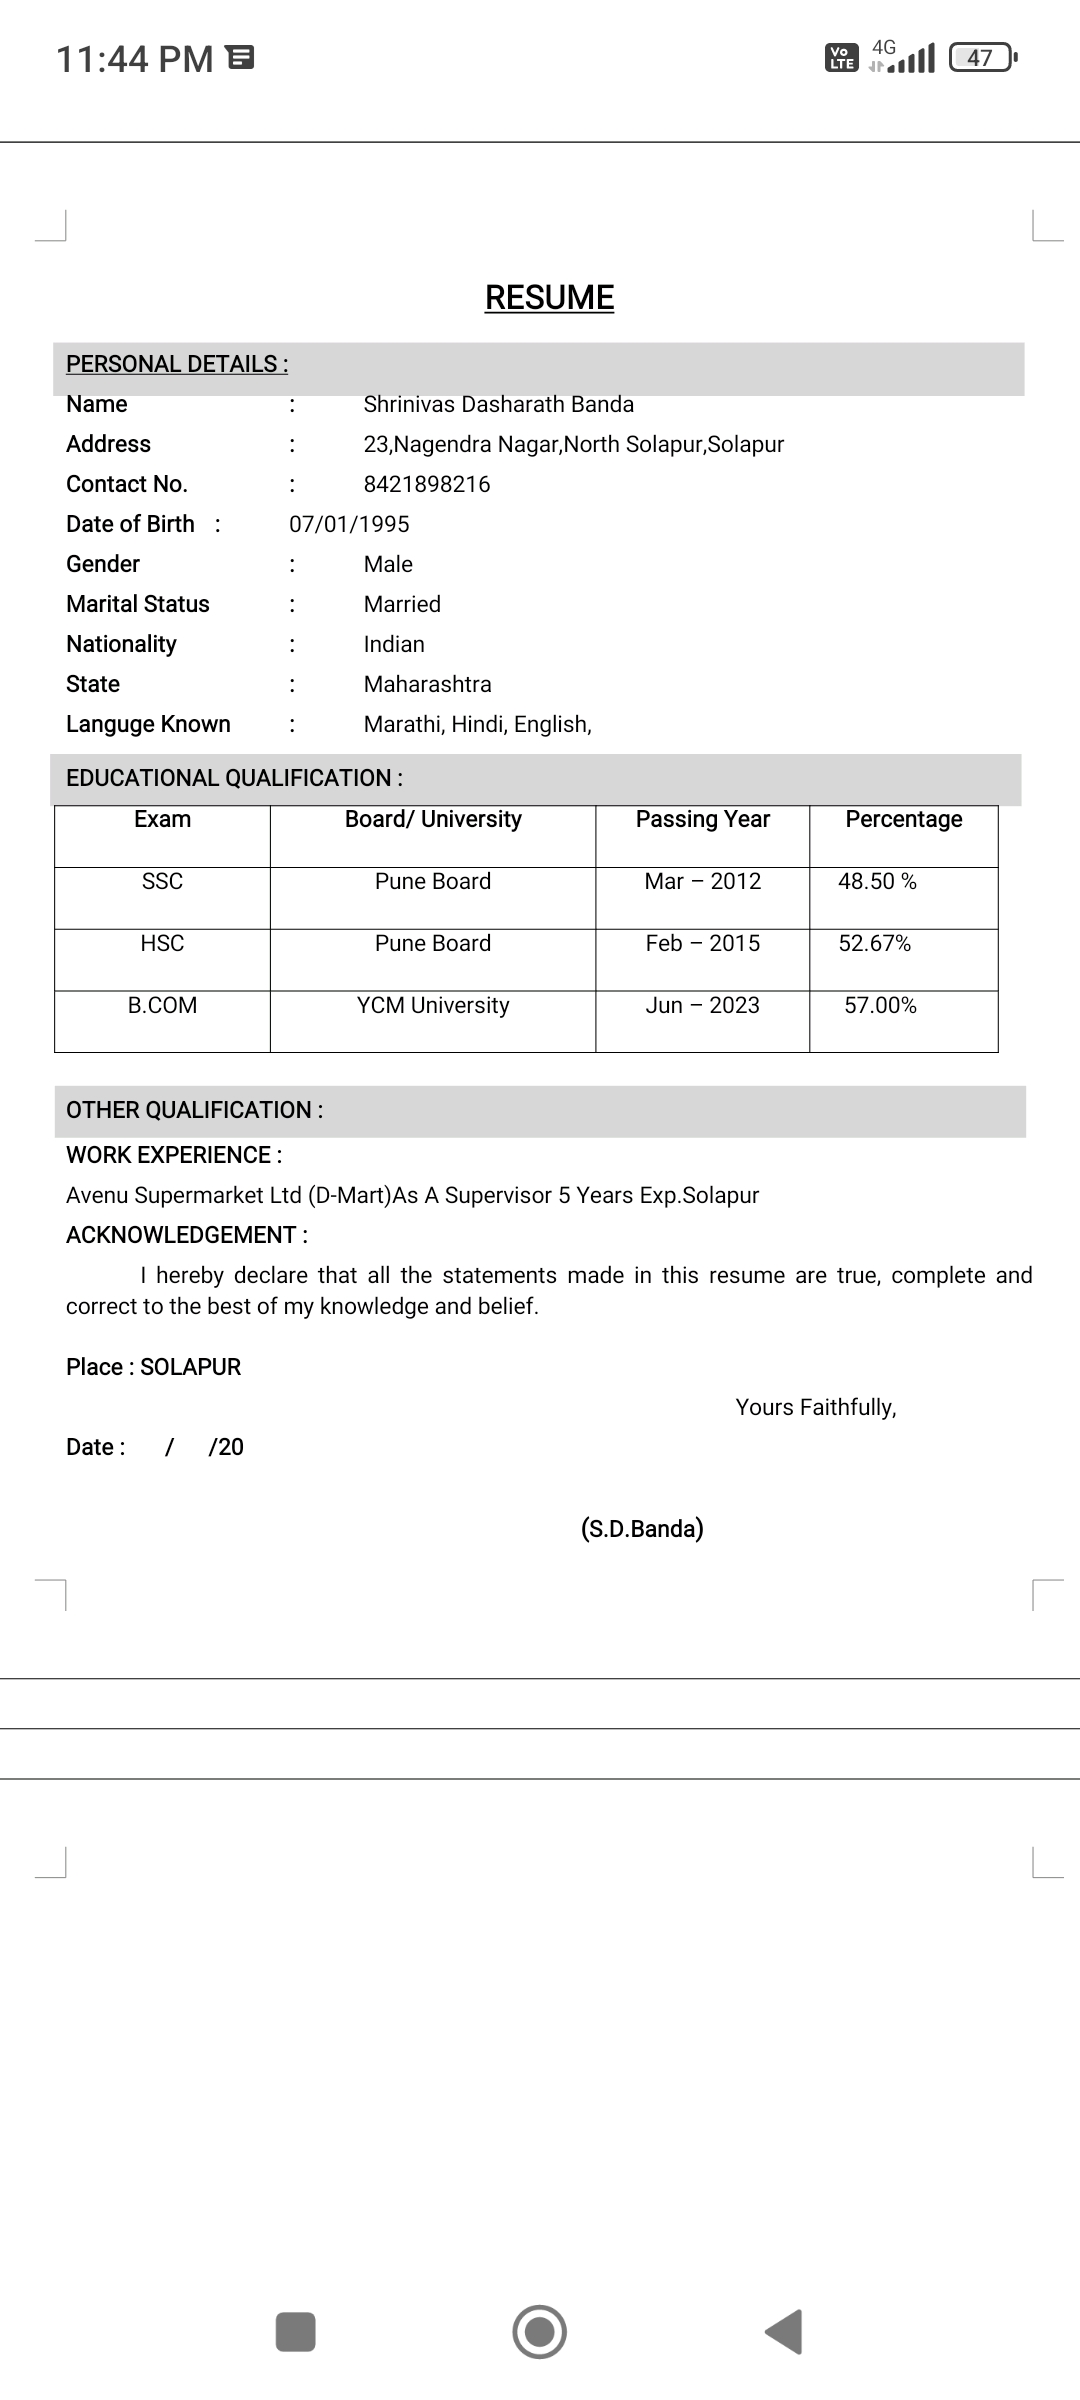 11:44 PM
Vo LTE 4G 47
RESUME
PERSONAL DETAILS :
Name : Shrinivas Dasharath Banda
Address : 23,Nagendra Nagar,North Solapur,Solapur
Contact No. : 8421898216
Date of Birth : 07/01/1995
Gender : Male
Marital Status : Married
Nationality : Indian
State : Maharashtra
Languge Known : Marathi, Hindi, English,
EDUCATIONAL QUALIFICATION :
Exam Board/ University Passing Year Percentage
SSC Pune Board Mar – 2012 48.50 %
HSC Pune Board Feb – 2015 52.67%
B.COM YCM University Jun – 2023 57.00%
OTHER QUALIFICATION :
WORK EXPERIENCE :
Avenu Supermarket Ltd (D-Mart)As A Supervisor 5 Years Exp.Solapur
ACKNOWLEDGEMENT :
I hereby declare that all the statements made in this resume are true, complete and
correct to the best of my knowledge and belief.
Place : SOLAPUR
Yours Faithfully,
Date : / /20
(S.D.Banda)